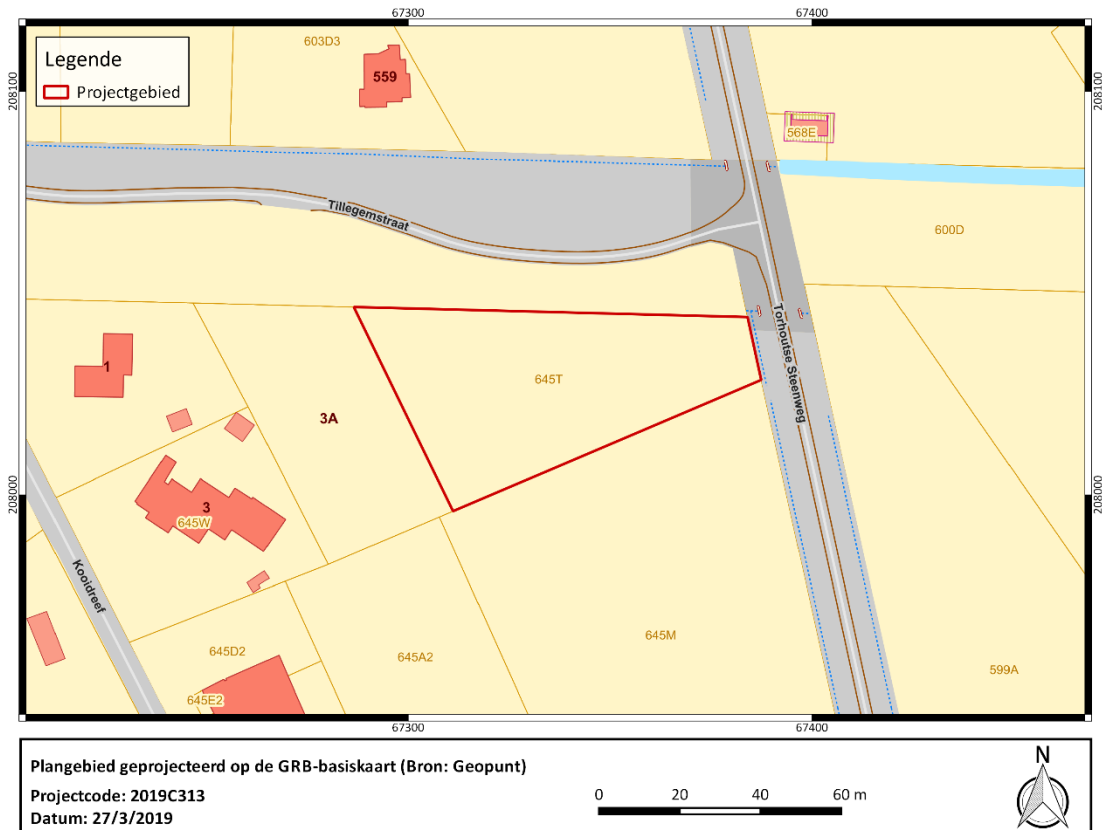 67300
67400
208100
208100
Legende
Projectgebied
603D3
559
568E
Tillegemstraat
600D
Torhoutse Steenweg
645T
1
3A
3
645W
208000
208000
Kooidreef
645D2
645A2
645M
599A
645E2
67300
67400
Plangebied geprojecteerd op de GRB-basiskaart (Bron: Geopunt)
Projectcode: 2019C313
Datum: 27/3/2019
0 20 40 60 m
N